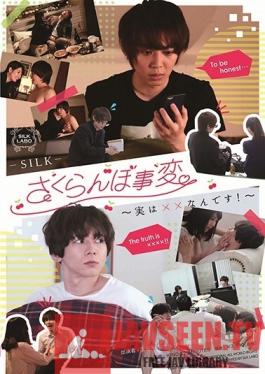 To be honest…
SILK LABO
—SILK—
さくらんぼ事変
〜実は××なんです！〜
The truth is
××××!!
JAVSEEN.TV
FREE JAV LIBRARY